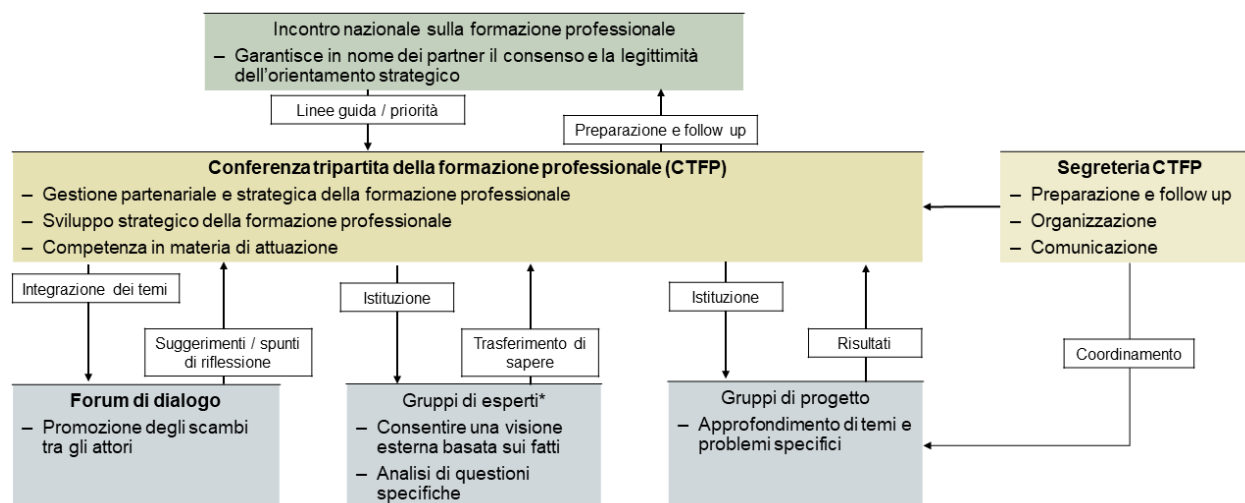 Incontro nazionale sulla formazione professionale
– Garantisce in nome dei partner il consenso e la legittimità
dell'orientamento strategico
Linee guida / priorità
Preparazione e follow up
Conferenza tripartita della formazione professionale (CTFP)
– Gestione partenariale e strategica della formazione professionale
– Sviluppo strategico della formazione professionale
– Competenza in materia di attuazione
Segreteria CTFP
– Preparazione e follow up
– Organizzazione
– Comunicazione
Integrazione dei temi
Suggerimenti / spunti
di riflessione
Istituzione
Trasferimento di
sapere
Istituzione
Risultati
Coordinamento
Forum di dialogo
– Promozione degli scambi
tra gli attori
Gruppi di esperti*
– Consentire una visione
esterna basata sui fatti
– Analisi di questioni
specifiche
Gruppi di progetto
– Approfondimento di temi e
problemi specifici